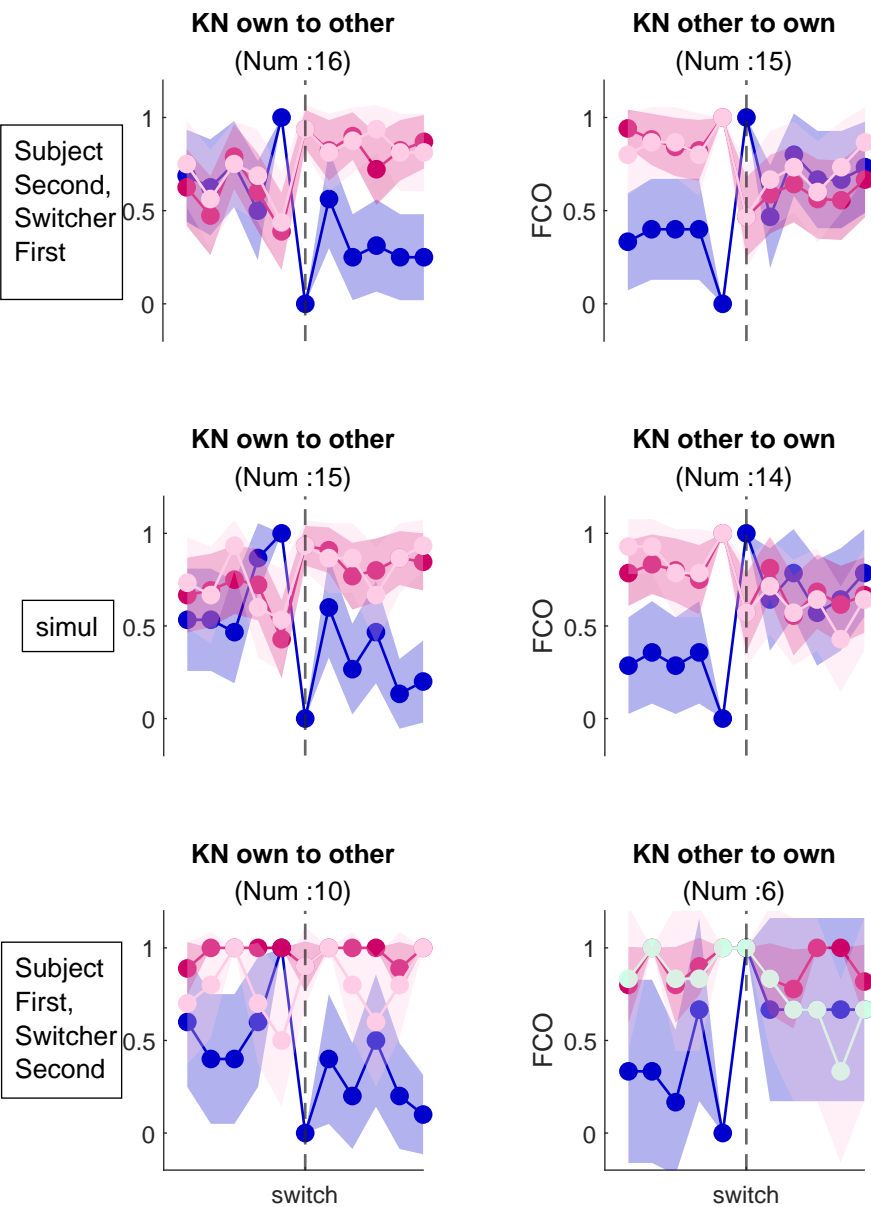 KN own to other
(Num :16)
KN other to own
(Num :15)
Subject
Second,
Switcher
First
1
0.5
0
FCO
1
0.5
0
KN own to other
(Num :15)
KN other to own
(Num :14)
simul
1
0.5
0
FCO
1
0.5
0
KN own to other
(Num :10)
KN other to own
(Num :6)
Subject
First,
Switcher
Second
1
0.5
0
switch
FCO
1
0.5
0
switch